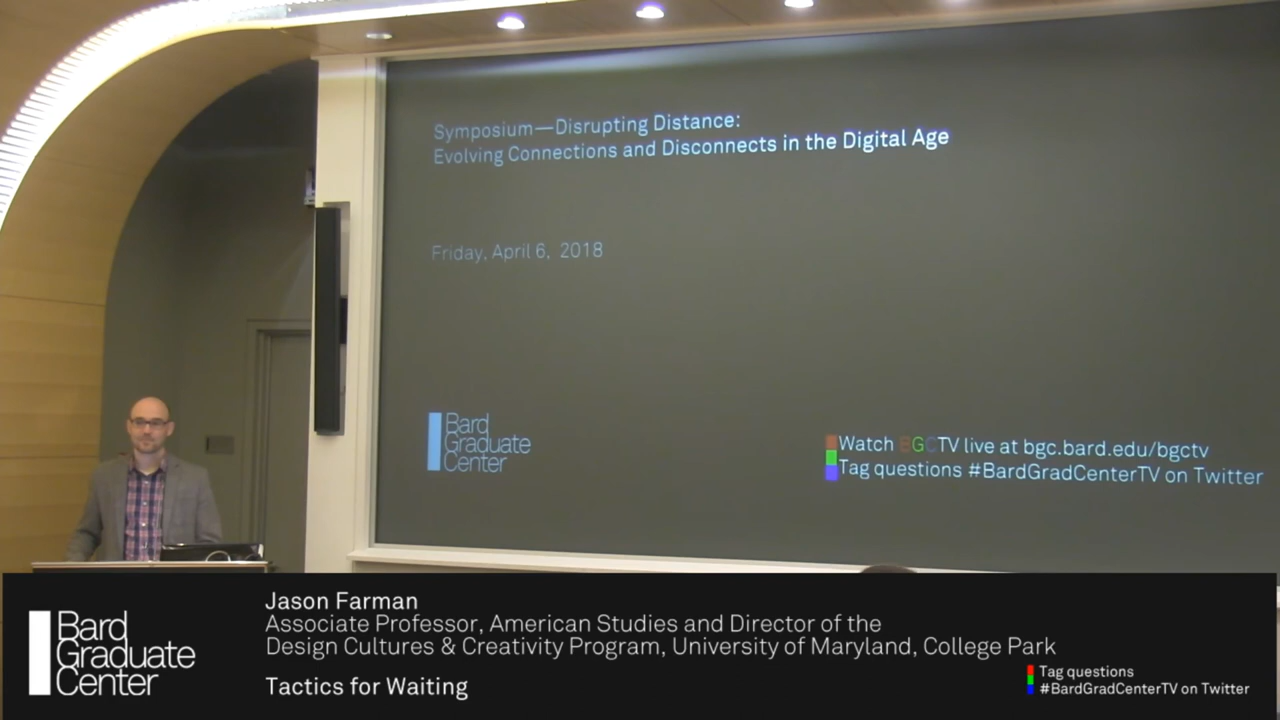 Symposium—Disrupting Distance:
Evolving Connections and Disconnects in the Digital Age
Friday, April 6, 2018
Bard
Graduate
Center
Watch BGCTV live at bgc.bard.edu/bgctv
Tag questions #BardGradCenterTV on Twitter
Bard
Graduate
Center
Jason Farman
Associate Professor, American Studies and Director of the
Design Cultures & Creativity Program, University of Maryland, College Park
Tactics for Waiting
Tag questions
#BardGradCenterTV on Twitter